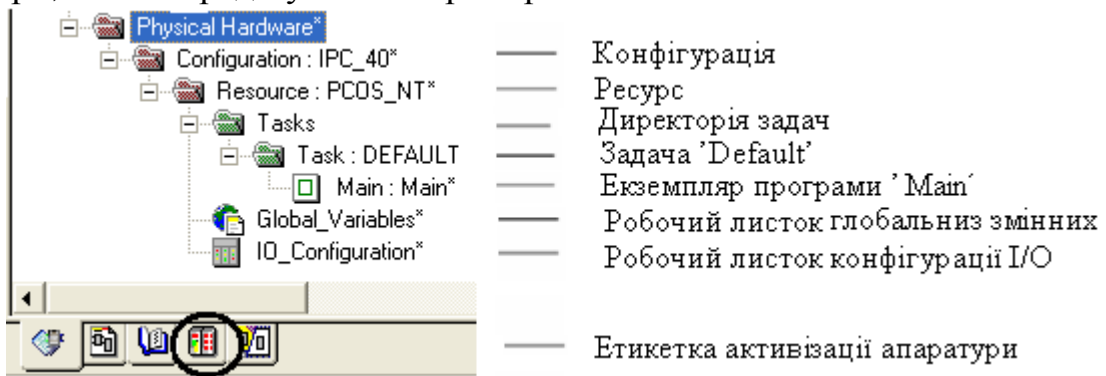 Physical Hardware*
Configuration : IPC_40* Конфігурація
Resource : PCOS_NT* Ресурс
Tasks Директорія задач
Task : DEFAULT Задача 'Default'
Main : Main* Екземпляр програми 'Main´
Global_Variables* Робочий листок глобальниз змінних
IO_Configuration* Робочий листок конфігурації I/O
Етикетка активізації апаратури